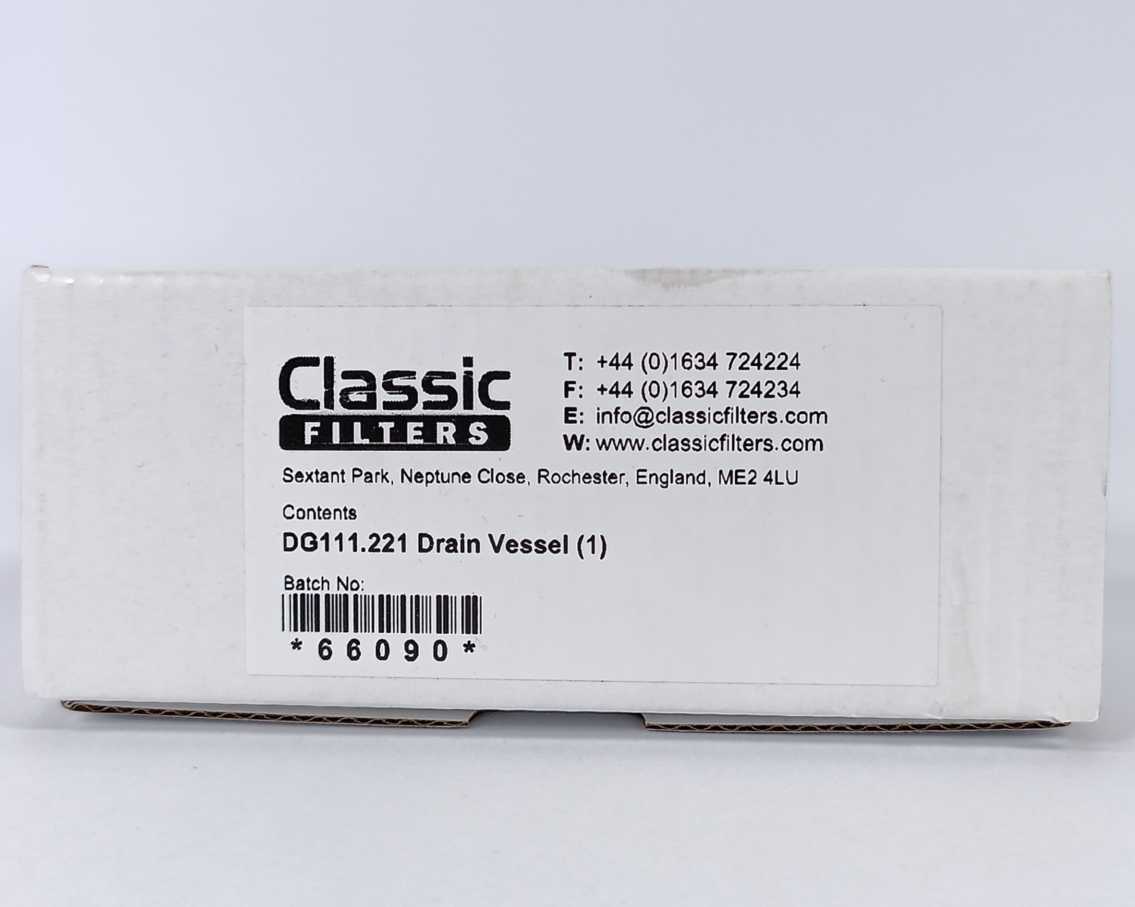 Classic
FILTERS
T: +44 (0)1634 724224
F: +44 (0)1634 724234
E: info@classicfilters.com
W: www.classicfilters.com
Sextant Park, Neptune Close, Rochester, England, ME2 4LU
Contents
DG111.221 Drain Vessel (1)
Batch No:
*66090*